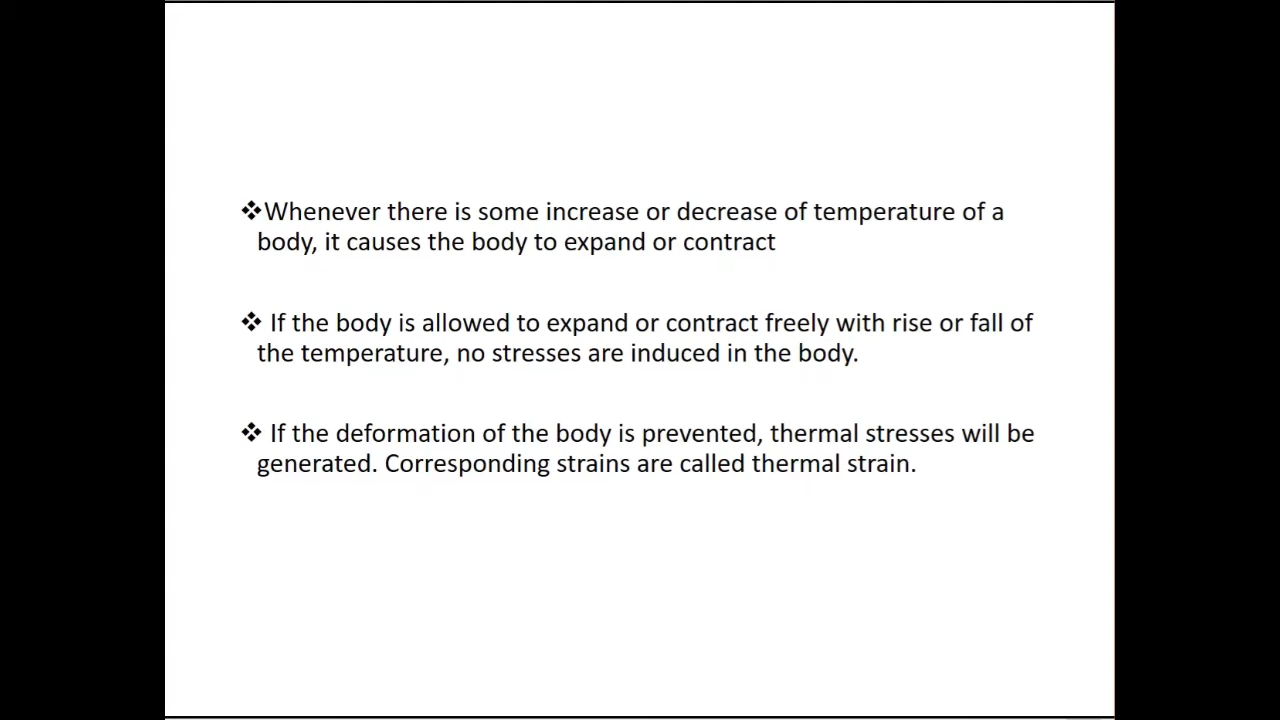 ❖Whenever there is some increase or decrease of temperature of a
body, it causes the body to expand or contract
❖ If the body is allowed to expand or contract freely with rise or fall of
the temperature, no stresses are induced in the body.
❖ If the deformation of the body is prevented, thermal stresses will be
generated. Corresponding strains are called thermal strain.